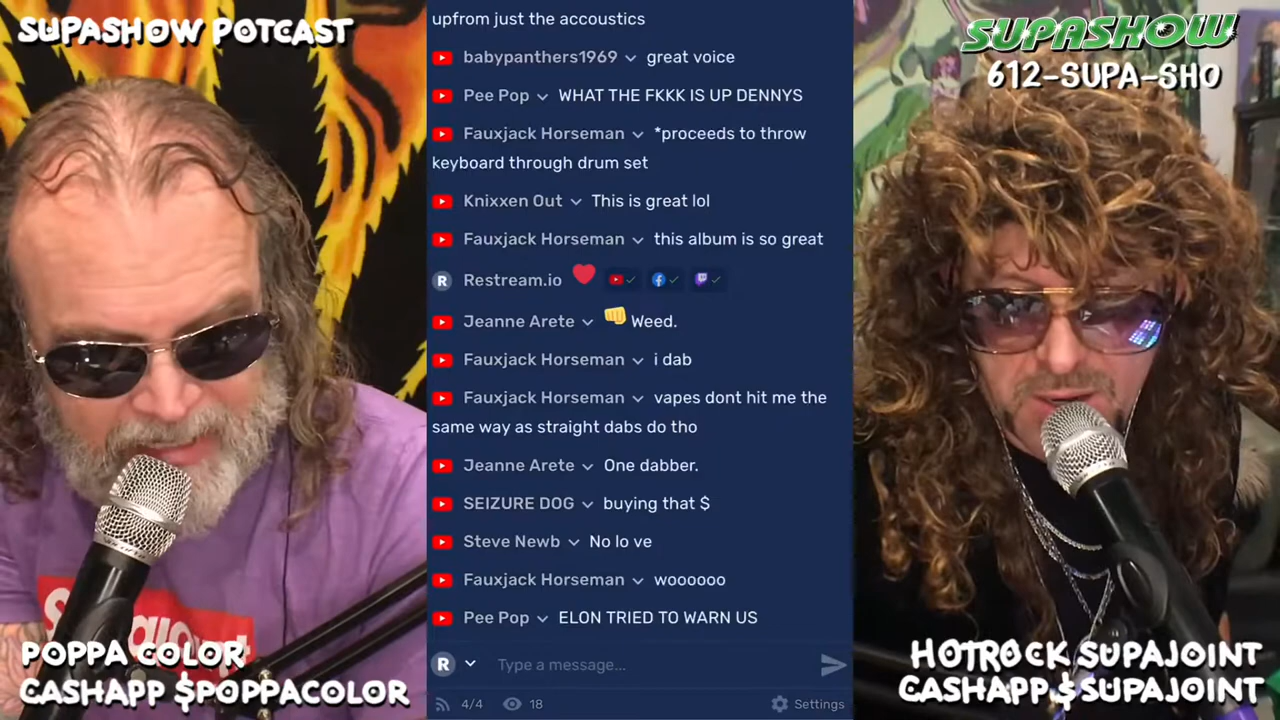 SUPASHOW POTCAST
SUPASHOW
612-SUPA-SHO
upfrom just the accoustics
babypanthers1969 great voice
Pee Pop WHAT THE FKKK IS UP DENNYS
Fauxjack Horseman *proceeds to throw
keyboard through drum set
Knixxen Out This is great lol
Fauxjack Horseman this album is so great
R Restream.io
Jeanne Arete Weed.
Fauxjack Horseman i dab
Fauxjack Horseman vapes dont hit me the
same way as straight dabs do tho
Jeanne Arete One dabber.
SEIZURE DOG buying that $
Steve Newb No lo ve
Fauxjack Horseman woooooo
Pee Pop ELON TRIED TO WARN US
R Type a message...
4/4 18 Settings
POPPA COLOR
CASHAPP $POPPACOLOR
HOTROCK SUPAJOINT
CASHAPP $SUPAJOINT